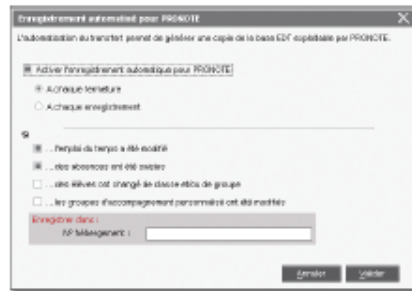 Enregistrement automatisé pour PRONOTE
L'automatisation du transfert permet de générer une copie de la base EDT exploitable par PRONOTE.
Activer l'enregistrement automatique pour PRONOTE
A chaque fermeture
A chaque enregistrement
Si
...l'emploi du temps a été modifié
...des absences ont été saisies
...des élèves ont changé de classe et/ou de groupe
...les groupes d'accompagnement personnalisé ont été modifiés
Enregistrer dans :
N° hébergement :
Annuler
Valider